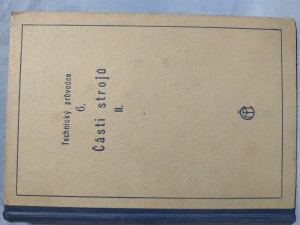 Technický průvodce
6.
Části strojů
II.